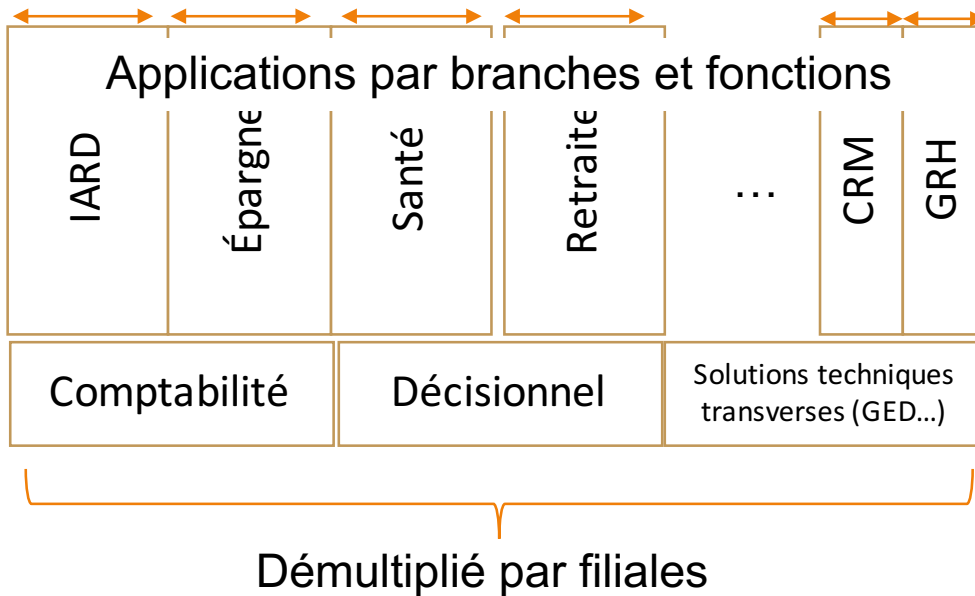 Applications par branches et fonctions
IARD
Épargne
Santé
Retraite
...
CRM
GRH
Comptabilité
Décisionnel
Solutions techniques
transverses (GED...)
Démultiplié par filiales